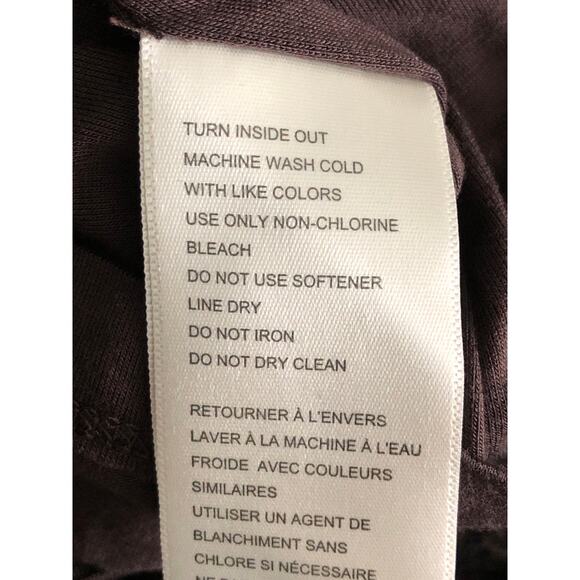 TURN INSIDE OUT
MACHINE WASH COLD
WITH LIKE COLORS
USE ONLY NON-CHLORINE
BLEACH
DO NOT USE SOFTENER
LINE DRY
DO NOT IRON
DO NOT DRY CLEAN
RETOURNER À L'ENVERS
LAVER À LA MACHINE À L'EAU
FROIDE AVEC COULEURS
SIMILAIRES
UTILISER UN AGENT DE
BLANCHIMENT SANS
CHLORE SI NÉCESSAIRE